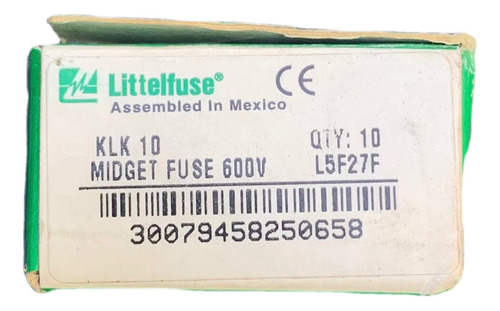 Littelfuse® CE
Assembled In Mexico
KLK 10 QTY: 10
MIDGET FUSE 600V L5F27F
30079458250658